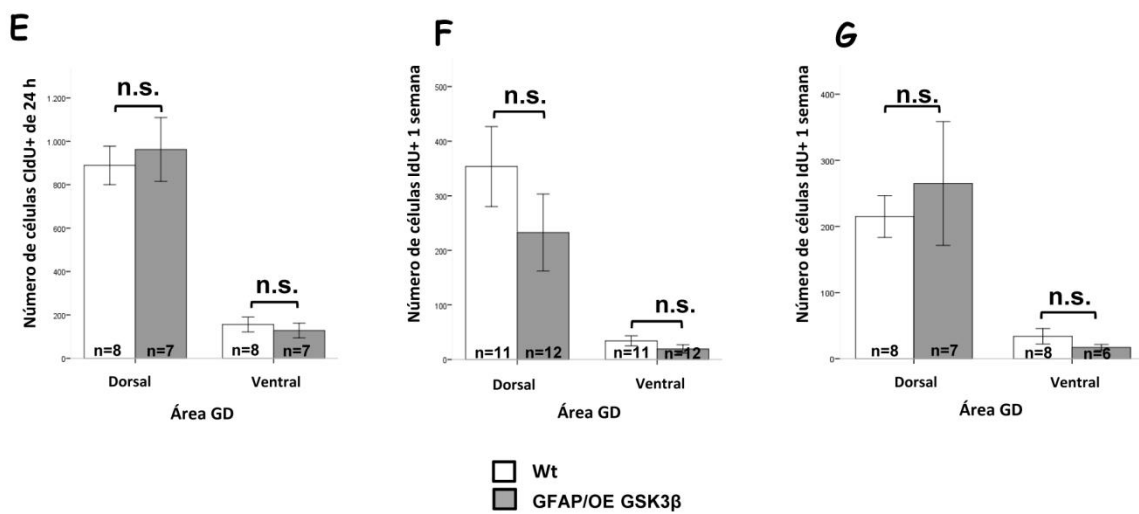 E
Número de células CldU+ de 24 h
1.200
1.000
800
600
400
200
0
n.s.
n.s.
n=8
n=7
n=8
n=7
Dorsal
Ventral
Área GD
F
Número de células IdU+ 1 semana
500
400
300
200
100
0
n.s.
n.s.
n=11
n=12
n=11
n=12
Dorsal
Ventral
Área GD
G
Número de células IdU+ 1 semana
400
300
200
100
0
n.s.
n.s.
n=8
n=7
n=8
n=6
Dorsal
Ventral
Área GD
Wt
GFAP/OE GSK3β